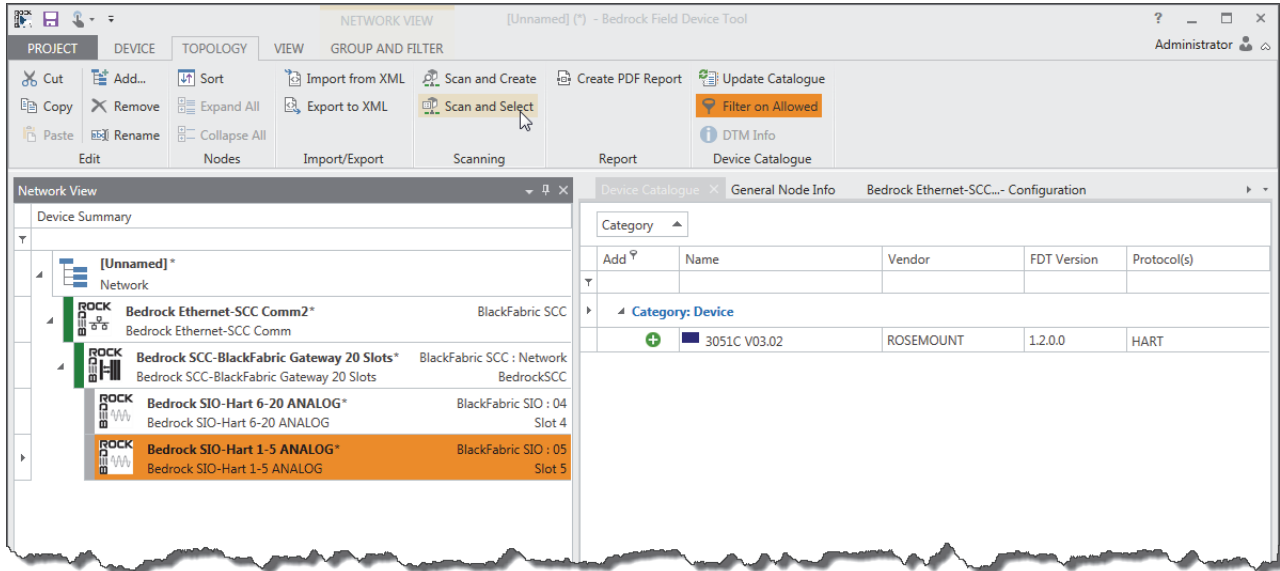 ROCK
NETWORK VIEW
[Unnamed] (*) - Bedrock Field Device Tool
?
PROJECT DEVICE TOPOLOGY VIEW GROUP AND FILTER Administrator
Cut Add... Sort Import from XML Scan and Create Create PDF Report Update Catalogue
Copy Remove Expand All Export to XML Scan and Select Filter on Allowed
Paste Rename Collapse All DTM Info
Edit Nodes Import/Export Scanning Report Device Catalogue
Network View
Device Catalogue General Node Info Bedrock Ethernet-SCC...- Configuration
Device Summary
Category
Add Name Vendor FDT Version Protocol(s)
[Unnamed]*
Network
Category: Device
3051C V03.02 ROSEMOUNT 1.2.0.0 HART
BEDROCK
Bedrock Ethernet-SCC Comm2* BlackFabric SCC
Bedrock Ethernet-SCC Comm
BEDROCK
Bedrock SCC-BlackFabric Gateway 20 Slots* BlackFabric SCC : Network
Bedrock SCC-BlackFabric Gateway 20 Slots BedrockSCC
BEDROCK
Bedrock SIO-Hart 6-20 ANALOG* BlackFabric SIO : 04
Bedrock SIO-Hart 6-20 ANALOG Slot 4
BEDROCK
Bedrock SIO-Hart 1-5 ANALOG* BlackFabric SIO : 05
Bedrock SIO-Hart 1-5 ANALOG Slot 5